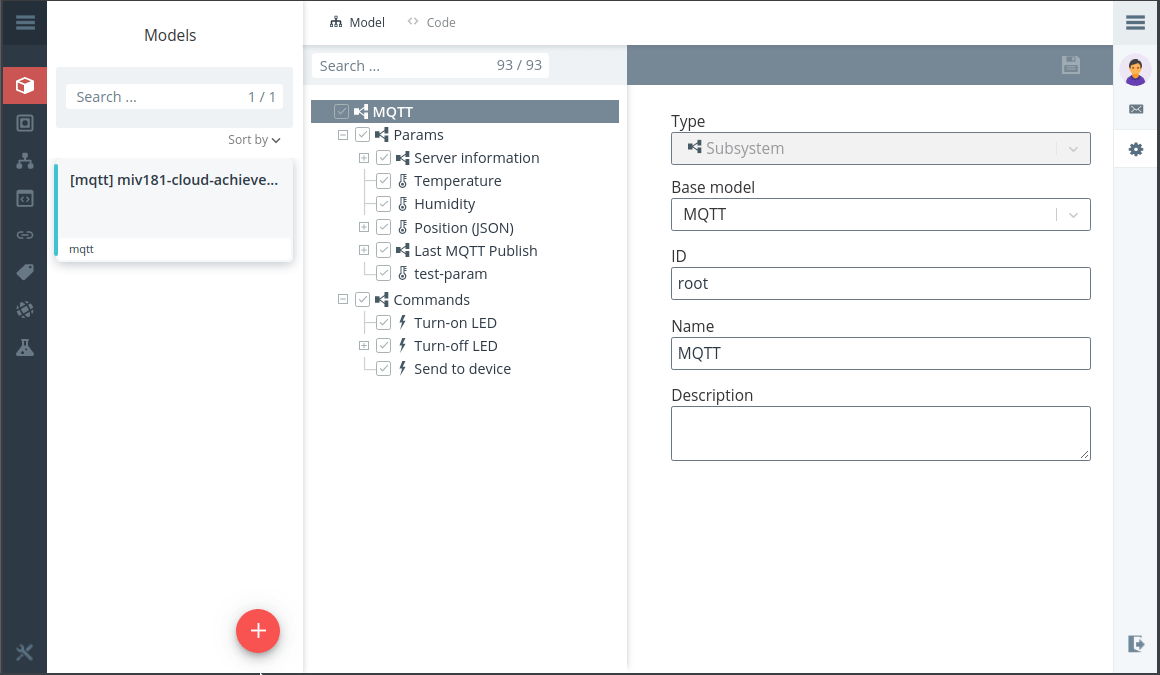 Models
Search ... 1 / 1
Sort by
[mqtt] miv181-cloud-achieve...
mqtt
Model Code
Search ... 93 / 93
MQTT
Params
Server information
Temperature
Humidity
Position (JSON)
Last MQTT Publish
test-param
Commands
Turn-on LED
Turn-off LED
Send to device
Type
Subsystem
Base model
MQTT
ID
root
Name
MQTT
Description